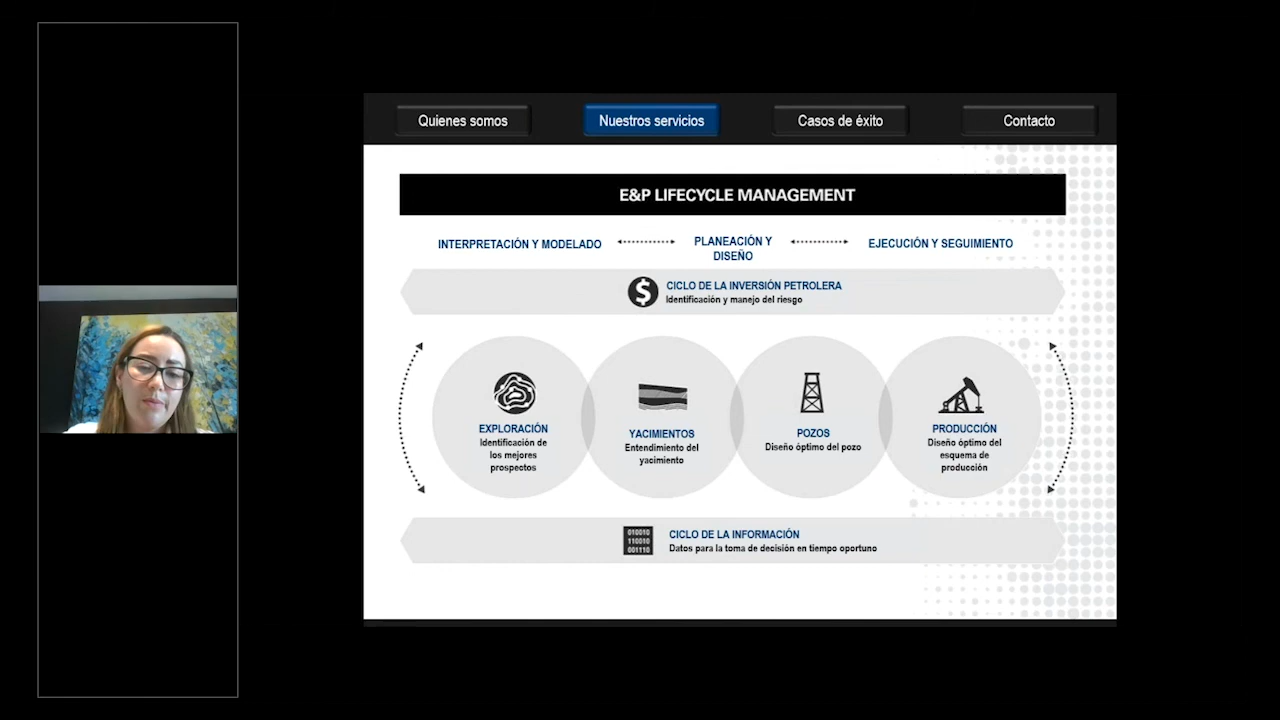 Quienes somos
Nuestros servicios
Casos de éxito
Contacto
E&P LIFECYCLE MANAGEMENT
INTERPRETACIÓN Y MODELADO
PLANEACIÓN Y
DISEÑO
EJECUCIÓN Y SEGUIMIENTO
$
CICLO DE LA INVERSIÓN PETROLERA
Identificación y manejo del riesgo
EXPLORACIÓN
Identificación de
los mejores
prospectos
YACIMIENTOS
Entendimiento del
yacimiento
POZOS
Diseño óptimo del pozo
PRODUCCIÓN
Diseño óptimo del
esquema de
producción
010010
110010
001110
CICLO DE LA INFORMACIÓN
Datos para la toma de decisión en tiempo oportuno